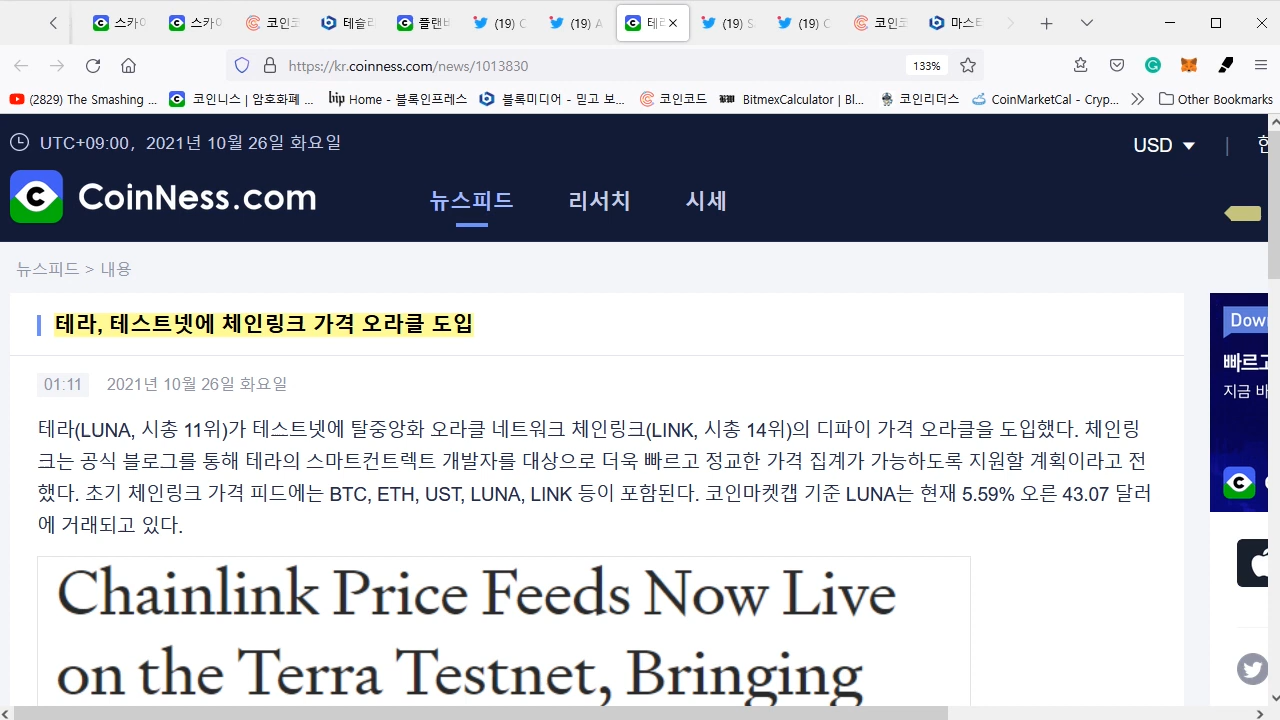 스카이
스카이
코인코
테슬라
플랜B
(19) C
(19) A
테라
(19) S
(19) C
코인코
마스터
https://kr.coinness.com/news/1013830
133%
(2829) The Smashing ...
코인니스 | 암호화폐 ...
bip Home - 블록인프레스
블록미디어 - 믿고 보...
코인코드
BitmexCalculator | Bl...
코인리더스
CoinMarketCal - Cryp...
Other Bookmarks
UTC+09:00, 2021년 10월 26일 화요일
USD
한
CoinNess.com
뉴스피드
리서치
시세
뉴스피드 > 내용
테라, 테스트넷에 체인링크 가격 오라클 도입
01:11 2021년 10월 26일 화요일
테라(LUNA, 시총 11위)가 테스트넷에 탈중앙화 오라클 네트워크 체인링크(LINK, 시총 14위)의 디파이 가격 오라클을 도입했다. 체인링
크는 공식 블로그를 통해 테라의 스마트컨트렉트 개발자를 대상으로 더욱 빠르고 정교한 가격 집계가 가능하도록 지원할 계획이라고 전
했다. 초기 체인링크 가격 피드에는 BTC, ETH, UST, LUNA, LINK 등이 포함된다. 코인마켓캡 기준 LUNA는 현재 5.59% 오른 43.07 달러
에 거래되고 있다.
Chainlink Price Feeds Now Live
on the Terra Testnet, Bringing
Down
빠르고
지금 바